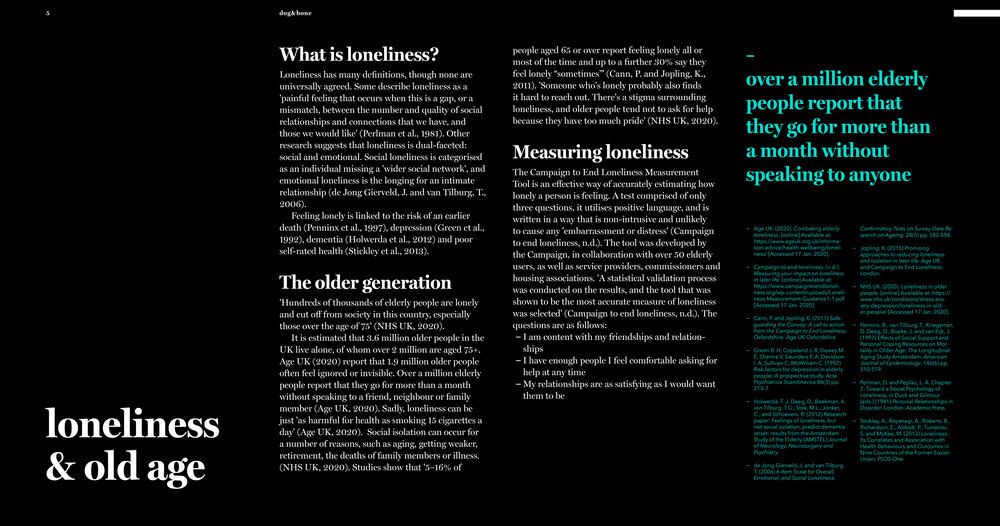 5
dog&bone
loneliness
& old age
What is loneliness?
Loneliness has many definitions, though none are
universally agreed. Some describe loneliness as a
'painful feeling that occurs when this is a gap, or a
mismatch, between the number and quality of social
relationships and connections that we have, and
those we would like' (Perlman et al., 1981). Other
research suggests that loneliness is dual-faceted:
social and emotional. Social loneliness is categorised
as an individual missing a 'wider social network', and
emotional loneliness is the longing for an intimate
relationship (de Jong Gierveld, J. and van Tilburg, T.,
2006).
Feeling lonely is linked to the risk of an earlier
death (Penninx et al., 1997), depression (Green et al.,
1992), dementia (Holwerda et al., 2012) and poor
self-rated health (Stickley et al., 2013).
The older generation
'Hundreds of thousands of elderly people are lonely
and cut off from society in this country, especially
those over the age of 75' (NHS UK, 2020).
It is estimated that 3.6 million older people in the
UK live alone, of whom over 2 million are aged 75+.
Age UK (2020) report that 1.9 million older people
often feel ignored or invisible. Over a million elderly
people report that they go for more than a month
without speaking to a friend, neighbour or family
member (Age UK, 2020). Sadly, loneliness can be
just 'as harmful for health as smoking 15 cigarettes a
day' (Age UK, 2020). Social isolation can occur for
a number of reasons, such as aging, getting weaker,
retirement, the deaths of family members or illness.
(NHS UK, 2020). Studies show that '5–16% of
people aged 65 or over report feeling lonely all or
most of the time and up to a further 30% say they
feel lonely "sometimes"' (Cann, P. and Jopling, K.,
2011). 'Someone who's lonely probably also finds
it hard to reach out. There's a stigma surrounding
loneliness, and older people tend not to ask for help
because they have too much pride' (NHS UK, 2020).
Measuring loneliness
The Campaign to End Loneliness Measurement
Tool is an effective way of accurately estimating how
lonely a person is feeling. A test comprised of only
three questions, it utilises positive language, and is
written in a way that is non-intrusive and unlikely
to cause any 'embarrassment or distress' (Campaign
to end loneliness, n.d.). The tool was developed by
the Campaign, in collaboration with over 50 elderly
users, as well as service providers, commissioners and
housing associations. 'A statistical validation process
was conducted on the results, and the tool that was
shown to be the most accurate measure of loneliness
was selected' (Campaign to end loneliness, n.d.). The
questions are as follows:
– I am content with my friendships and relation-
ships
– I have enough people I feel comfortable asking for
help at any time
– My relationships are as satisfying as I would want
them to be
–
over a million elderly
people report that
they go for more than
a month without
speaking to anyone
– Age UK. (2020). Combating elderly
loneliness. [online] Available at:
https://www.ageuk.org.uk/informa-
tion-advice/health-wellbeing/loneli-
ness/ [Accessed 17 Jan. 2020].
– Campaign to end loneliness. (n.d.).
Measuring your impact on loneliness
in later life. [online] Available at:
https://www.campaigntoendloneli-
ness.org/wp-content/uploads/Loneli-
ness-Measurement-Guidance1-1.pdf
[Accessed 17 Jan. 2020].
– Cann, P. and Jopling, K. (2011) Safe-
guarding the Convoy: A call to action
from the Campaign to End Loneliness.
Oxfordshire: Age UK Oxfordshire.
– Green B. H, Copeland J. R, Dewey M.
E, Sharma V, Saunders P. A, Davidson
I. A, Sullivan C, McWilliam C. (1992)
Risk factors for depression in elderly
people: A prospective study. Acta
Psychiatrica Scandinavica 86(3) pp.
213-7.
– Holwerda, T. J. Deeg, D., Beekman, A.
van Tilburg, T.G., Stek, M.L., Jonker,
C., and Schoevers, R. (2012) Research
paper: Feelings of loneliness, but
not social isolation, predict dementia
onset: results from the Amsterdam
Study of the Elderly (AMSTEL) Journal
of Neurology, Neurosurgery and
Psychiatry.
– de Jong Gierveld, J. and van Tilburg,
T. (2006) A 6-Item Scale for Overall,
Emotional, and Social Loneliness:
Confirmatory Tests on Survey Data Re-
search on Ageing. 28(5) pp. 582-598.
– Jopling, K. (2015) Promising
approaches to reducing loneliness
and isolation in later life. Age UK
and Campaign to End Loneliness:
London.
– NHS UK. (2020). Loneliness in older
people. [online] Available at: https://
www.nhs.uk/conditions/stress-anx-
iety-depression/loneliness-in-old-
er-people/ [Accessed 17 Jan. 2020].
– Penninx, B., van Tilburg, T., Kriegsman,
D. Deeg, D., Boeke, J. and van Eijk, J.
(1997) Effects of Social Support and
Personal Coping Resources on Mor-
tality in Older Age: The Longitudinal
Aging Study Amsterdam. American
Journal of Epidemiology. 146(6) pp.
510-519.
– Perlman, D. and Peplau, L. A. Chapter
2: Toward a Social Psychology of
Loneliness, in Duck and Gilmour
(eds.) (1981) Personal Relationships in
Disorder. London: Academic Press.
– Stickley, A., Koyanagi, A., Roberts, B.,
Richardson, E., Abbott, P., Tumanov,
S. and McKee, M. (2013) Loneliness:
Its Correlates and Association with
Health Behaviours and Outcomes in
Nine Countries of the Former Soviet
Union. PLOS One.